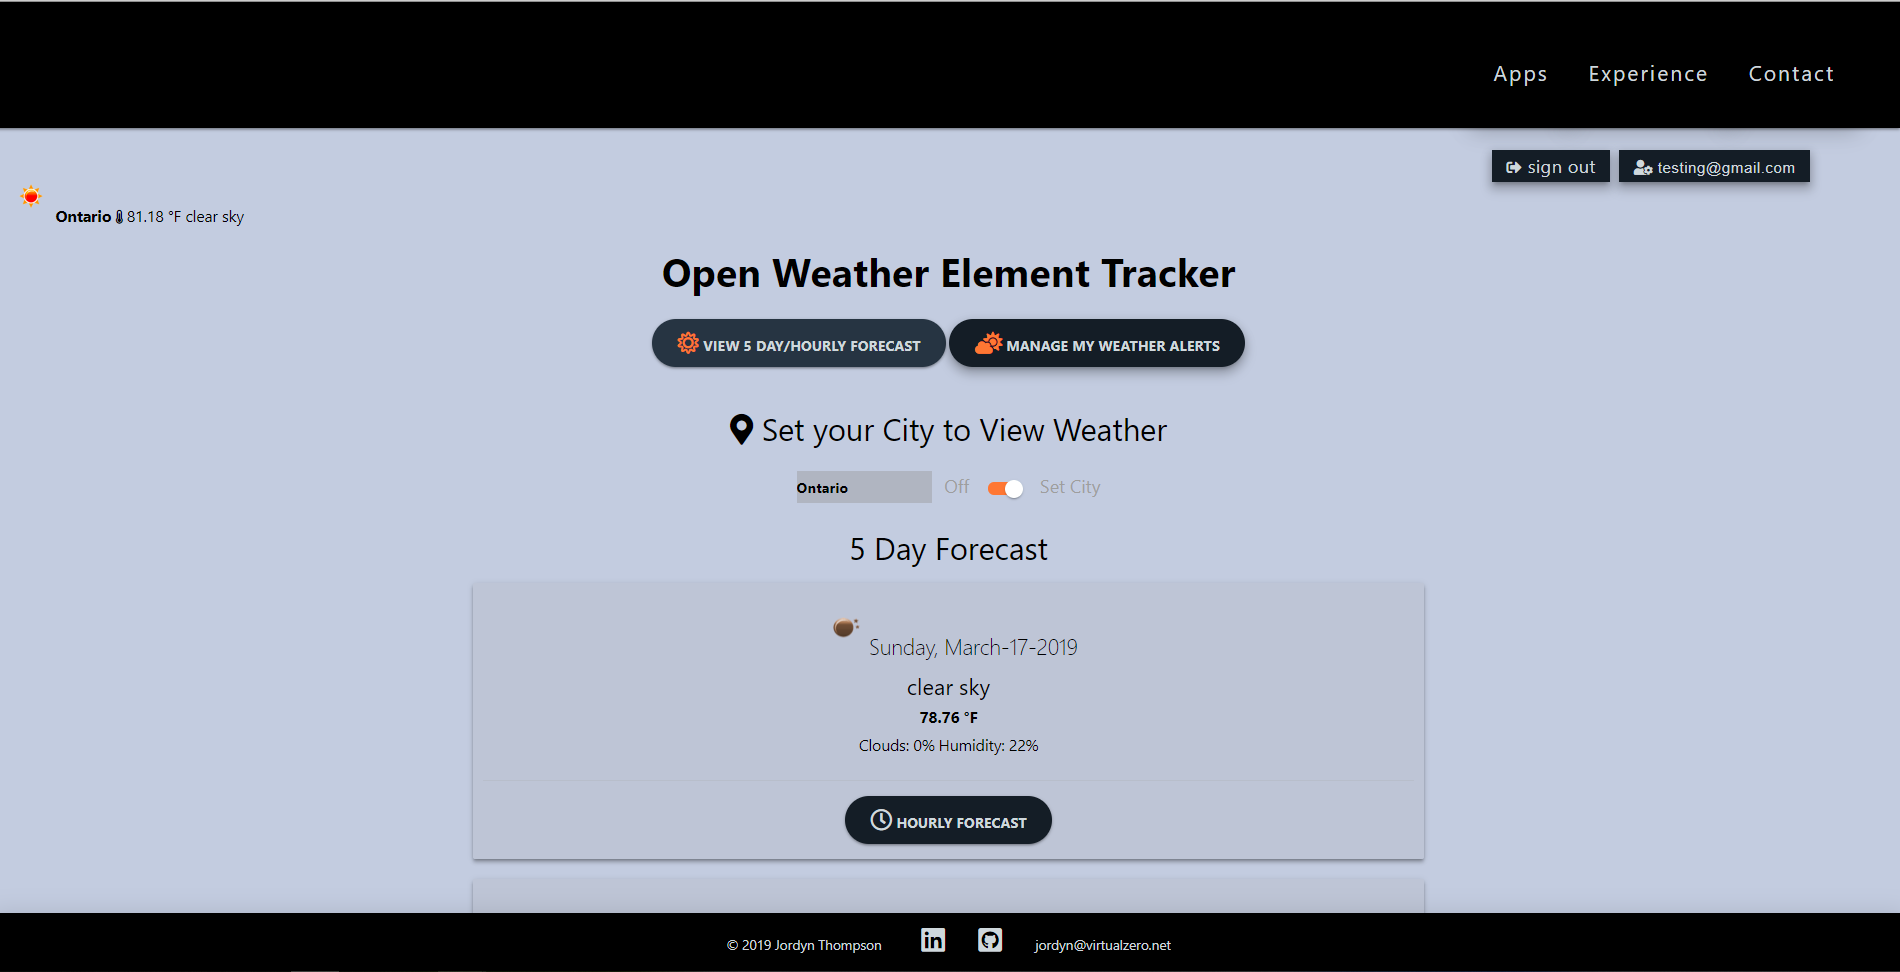 Apps Experience Contact
sign out testing@gmail.com
Ontario 81.18 °F clear sky
Open Weather Element Tracker
VIEW 5 DAY/HOURLY FORECAST MANAGE MY WEATHER ALERTS
Set your City to View Weather
Ontario Off Set City
5 Day Forecast
Sunday, March-17-2019
clear sky
78.76 °F
Clouds: 0% Humidity: 22%
HOURLY FORECAST
© 2019 Jordyn Thompson in jordyn@virtualzero.net